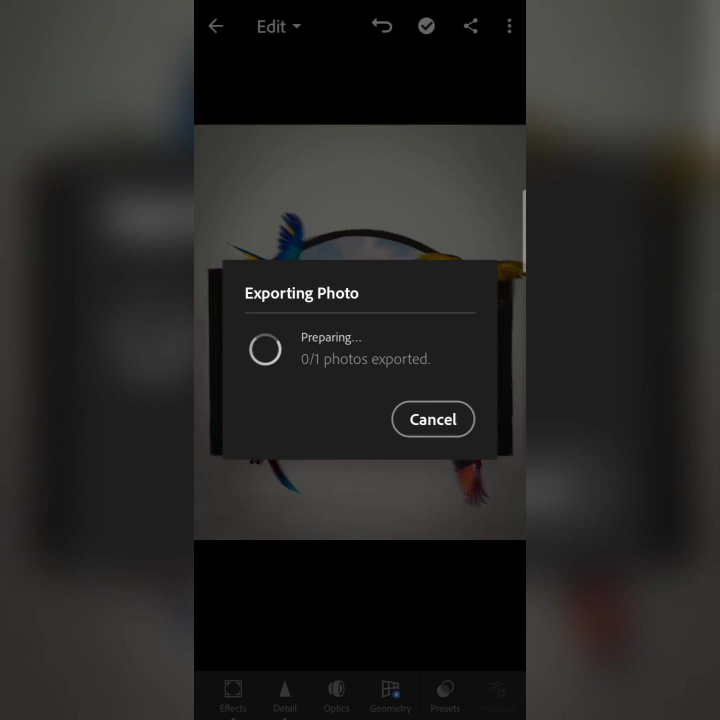 Edit
Exporting Photo
Preparing...
0/1 photos exported.
Cancel
Effects
Detail
Optics
Geometry
Presets